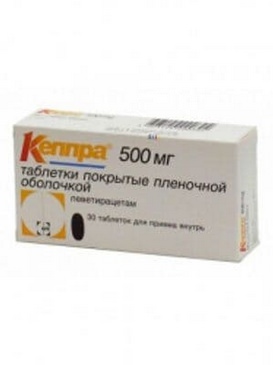 Кеппра® 500 мг
таблетки покрытые пленочной
оболочкой
леветирацетам
30 таблеток для приема внутрь